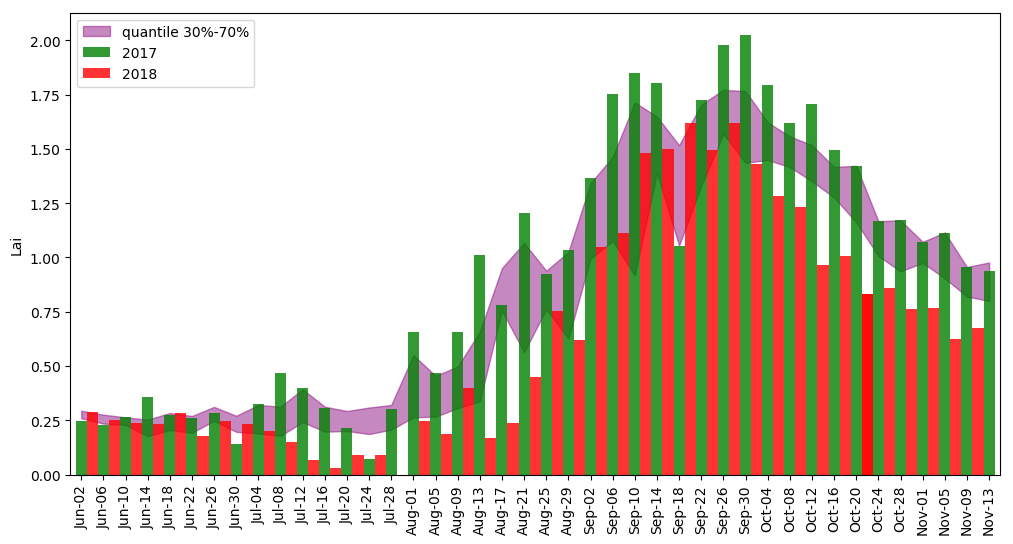 quantile 30%-70%
2017
2018
Lai
2.00
1.75
1.50
1.25
1.00
0.75
0.50
0.25
0.00
Jun-02
Jun-06
Jun-10
Jun-14
Jun-18
Jun-22
Jun-26
Jun-30
Jul-04
Jul-08
Jul-12
Jul-16
Jul-20
Jul-24
Jul-28
Aug-01
Aug-05
Aug-09
Aug-13
Aug-17
Aug-21
Aug-25
Aug-29
Sep-02
Sep-06
Sep-10
Sep-14
Sep-18
Sep-22
Sep-26
Sep-30
Oct-04
Oct-08
Oct-12
Oct-16
Oct-20
Oct-24
Oct-28
Nov-01
Nov-05
Nov-09
Nov-13